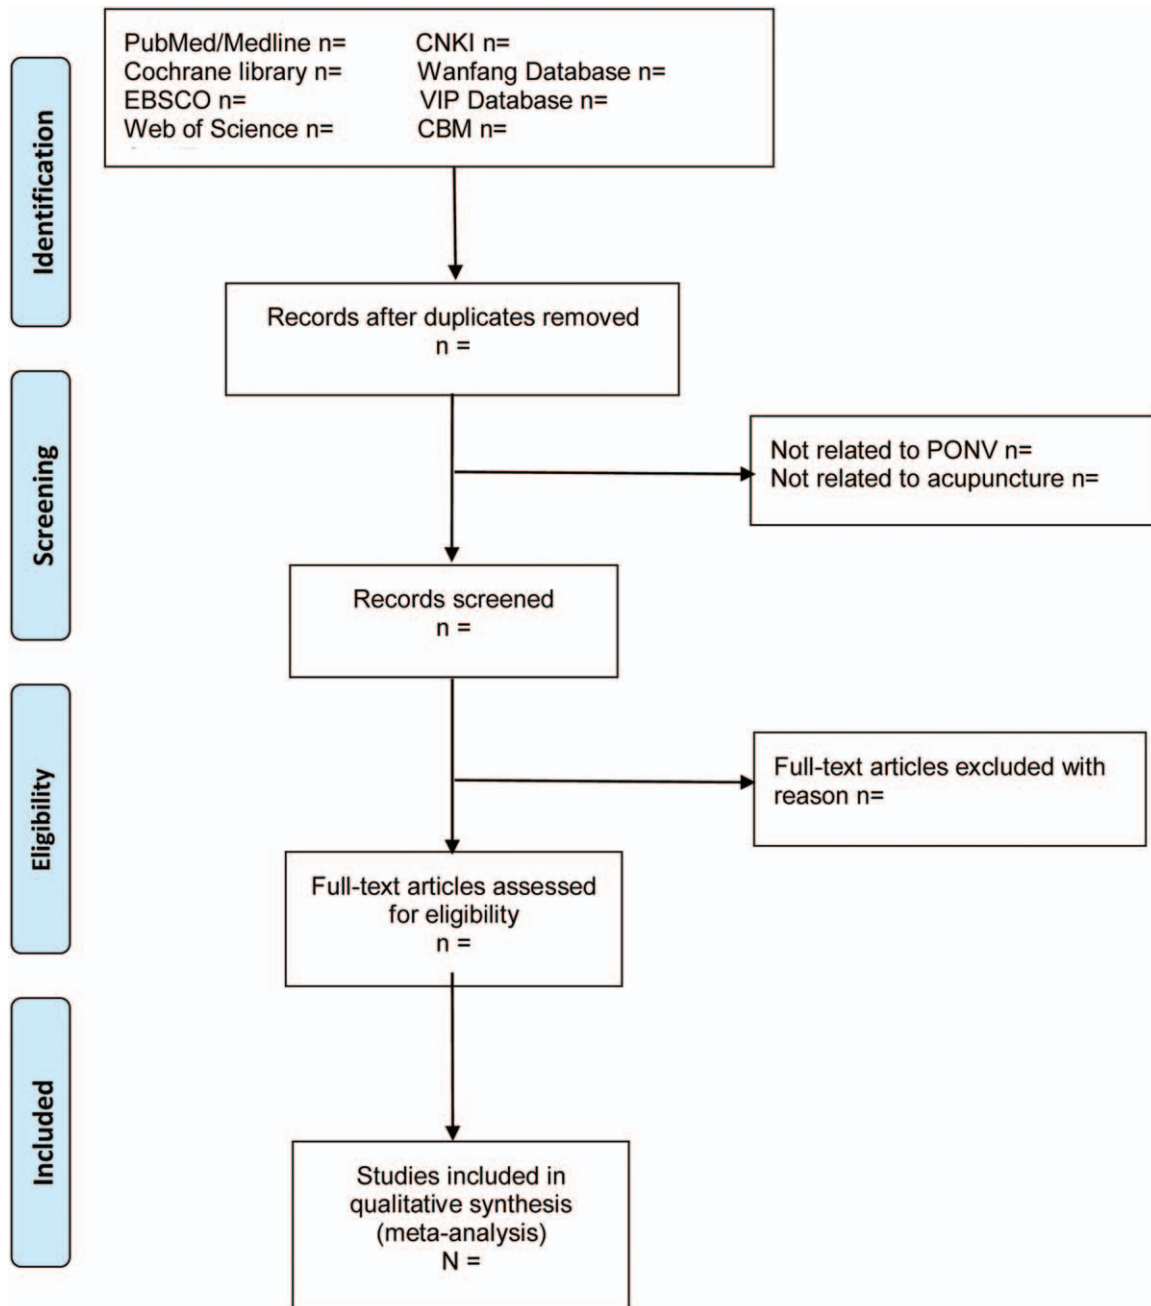 Identification
PubMed/Medline n=
Cochrane library n=
EBSCO n=
Web of Science n=
CNKI n=
Wanfang Database n=
VIP Database n=
CBM n=
Records after duplicates removed
n =
Screening
Not related to PONV n=
Not related to acupuncture n=
Records screened
n =
Eligibility
Full-text articles excluded with
reason n=
Full-text articles assessed
for eligibility
n =
Included
Studies included in
qualitative synthesis
(meta-analysis)
N =